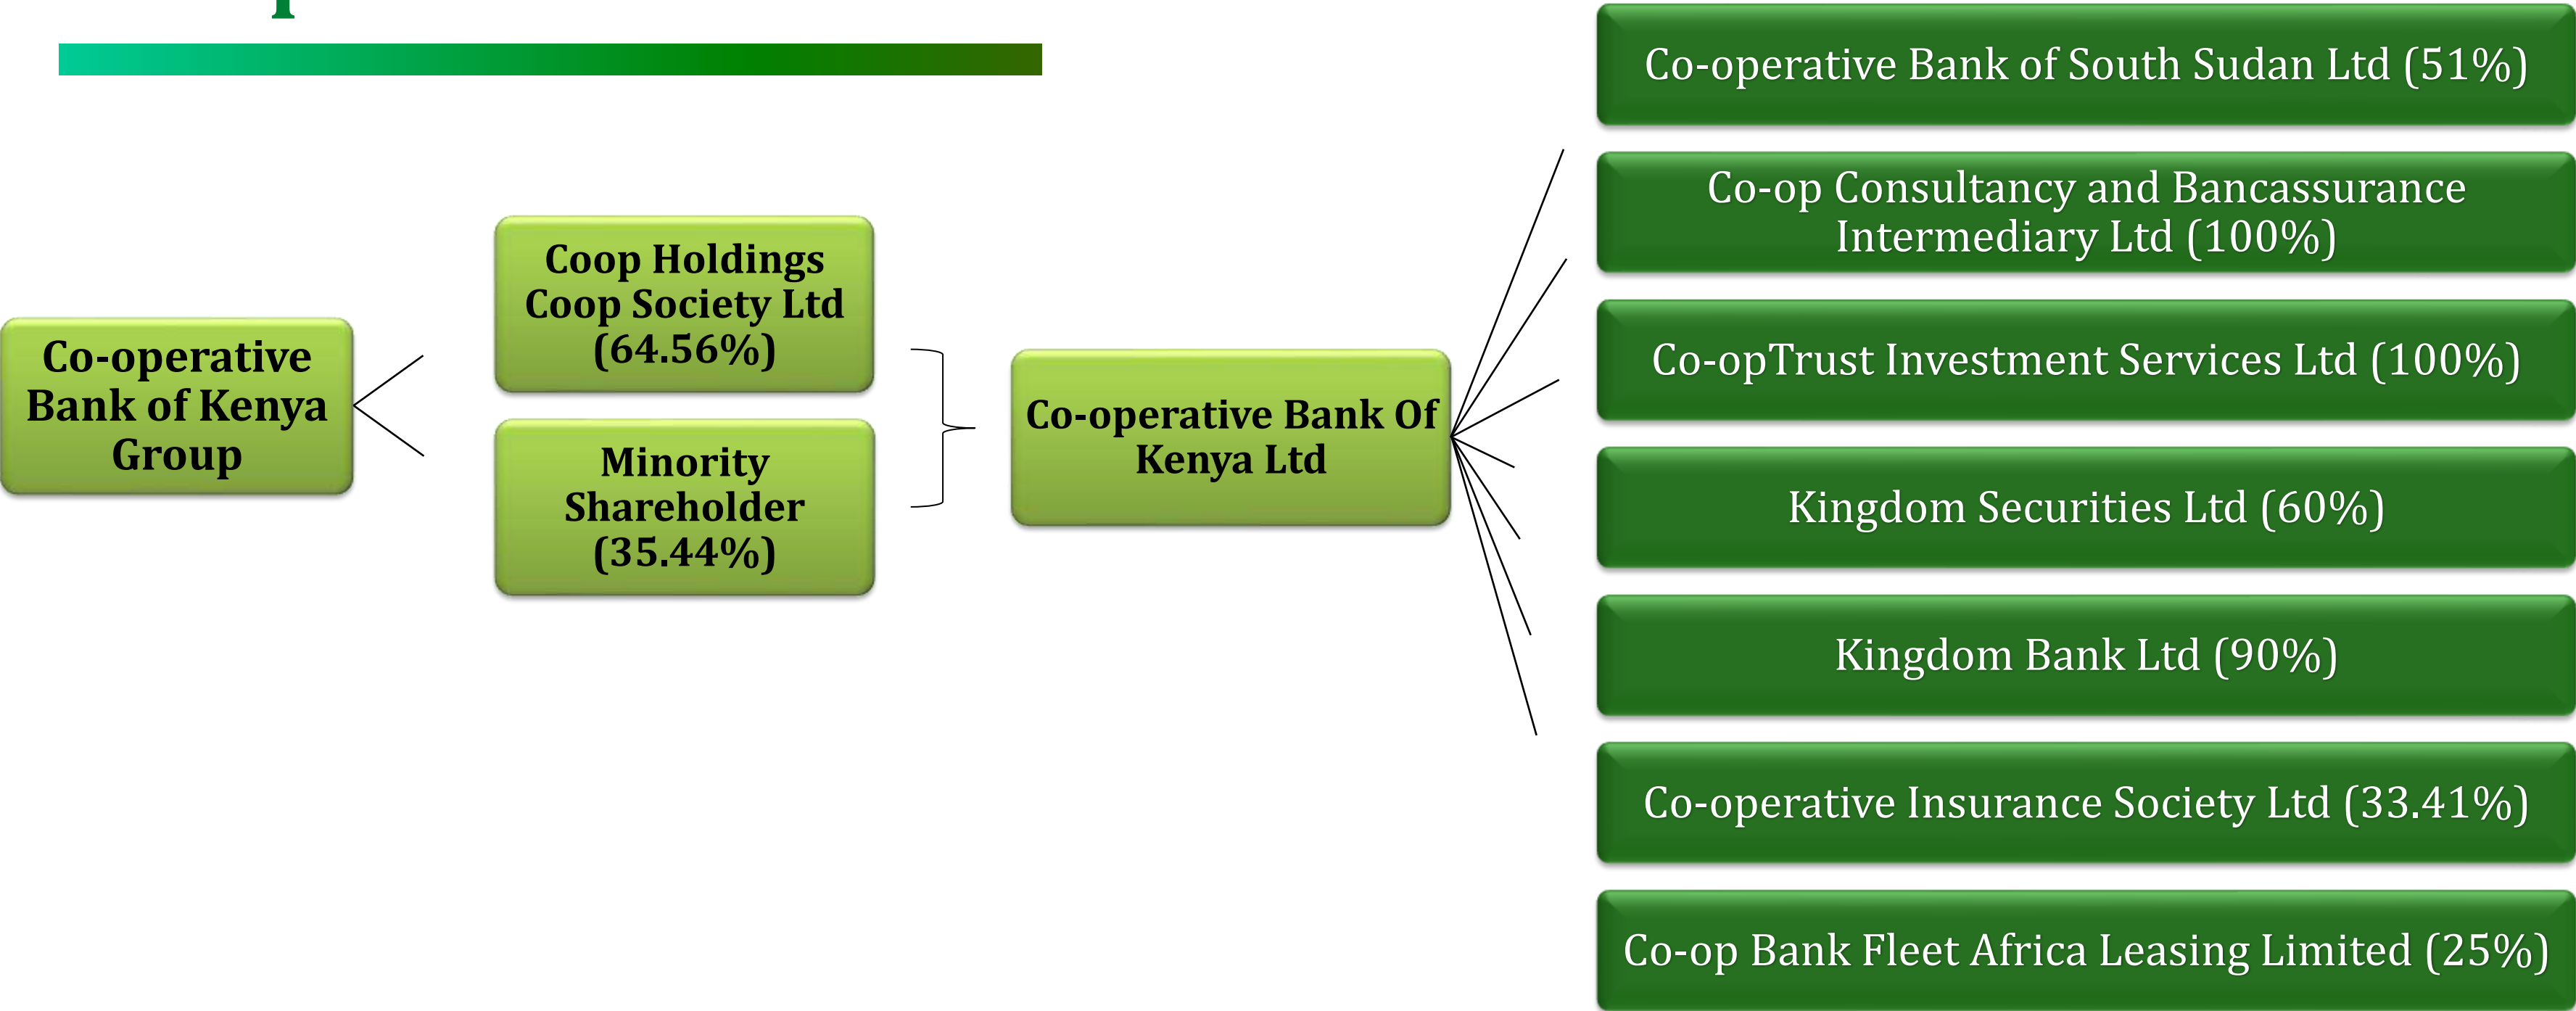 Co-operative
Bank of Kenya
Group
Coop Holdings
Coop Society Ltd
(64.56%)
Minority
Shareholder
(35.44%)
Co-operative Bank Of
Kenya Ltd
Co-operative Bank of South Sudan Ltd (51%)
Co-op Consultancy and Bancassurance
Intermediary Ltd (100%)
Co-opTrust Investment Services Ltd (100%)
Kingdom Securities Ltd (60%)
Kingdom Bank Ltd (90%)
Co-operative Insurance Society Ltd (33.41%)
Co-op Bank Fleet Africa Leasing Limited (25%)